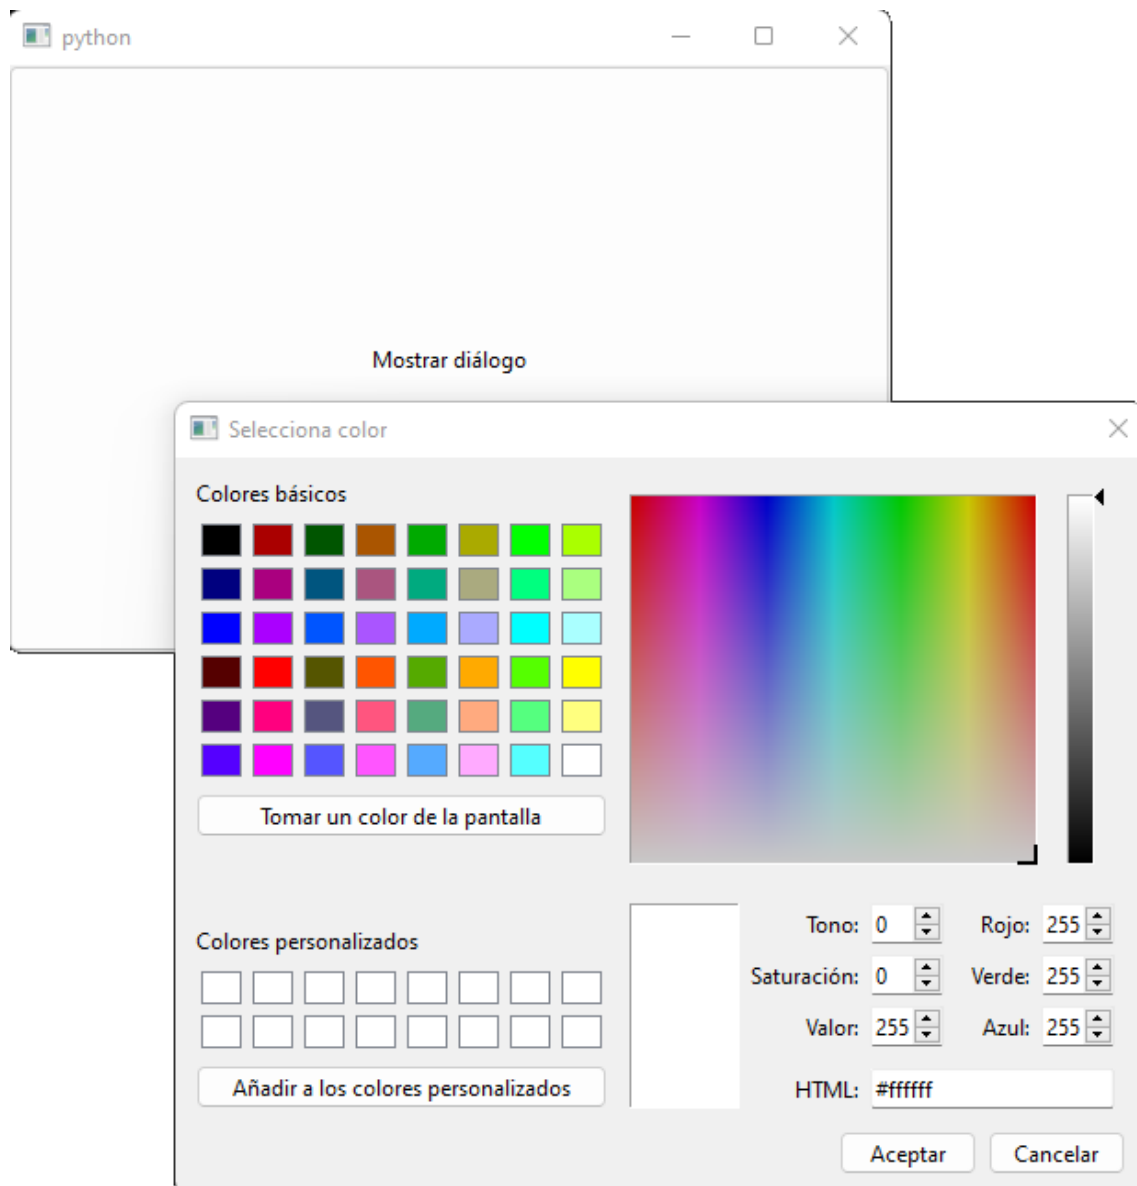 python
Mostrar diálogo
Selecciona color
Colores básicos
Tomar un color de la pantalla
Colores personalizados
Añadir a los colores personalizados
Tono: 0 Rojo: 255
Saturación: 0 Verde: 255
Valor: 255 Azul: 255
HTML: #ffffff
Aceptar Cancelar